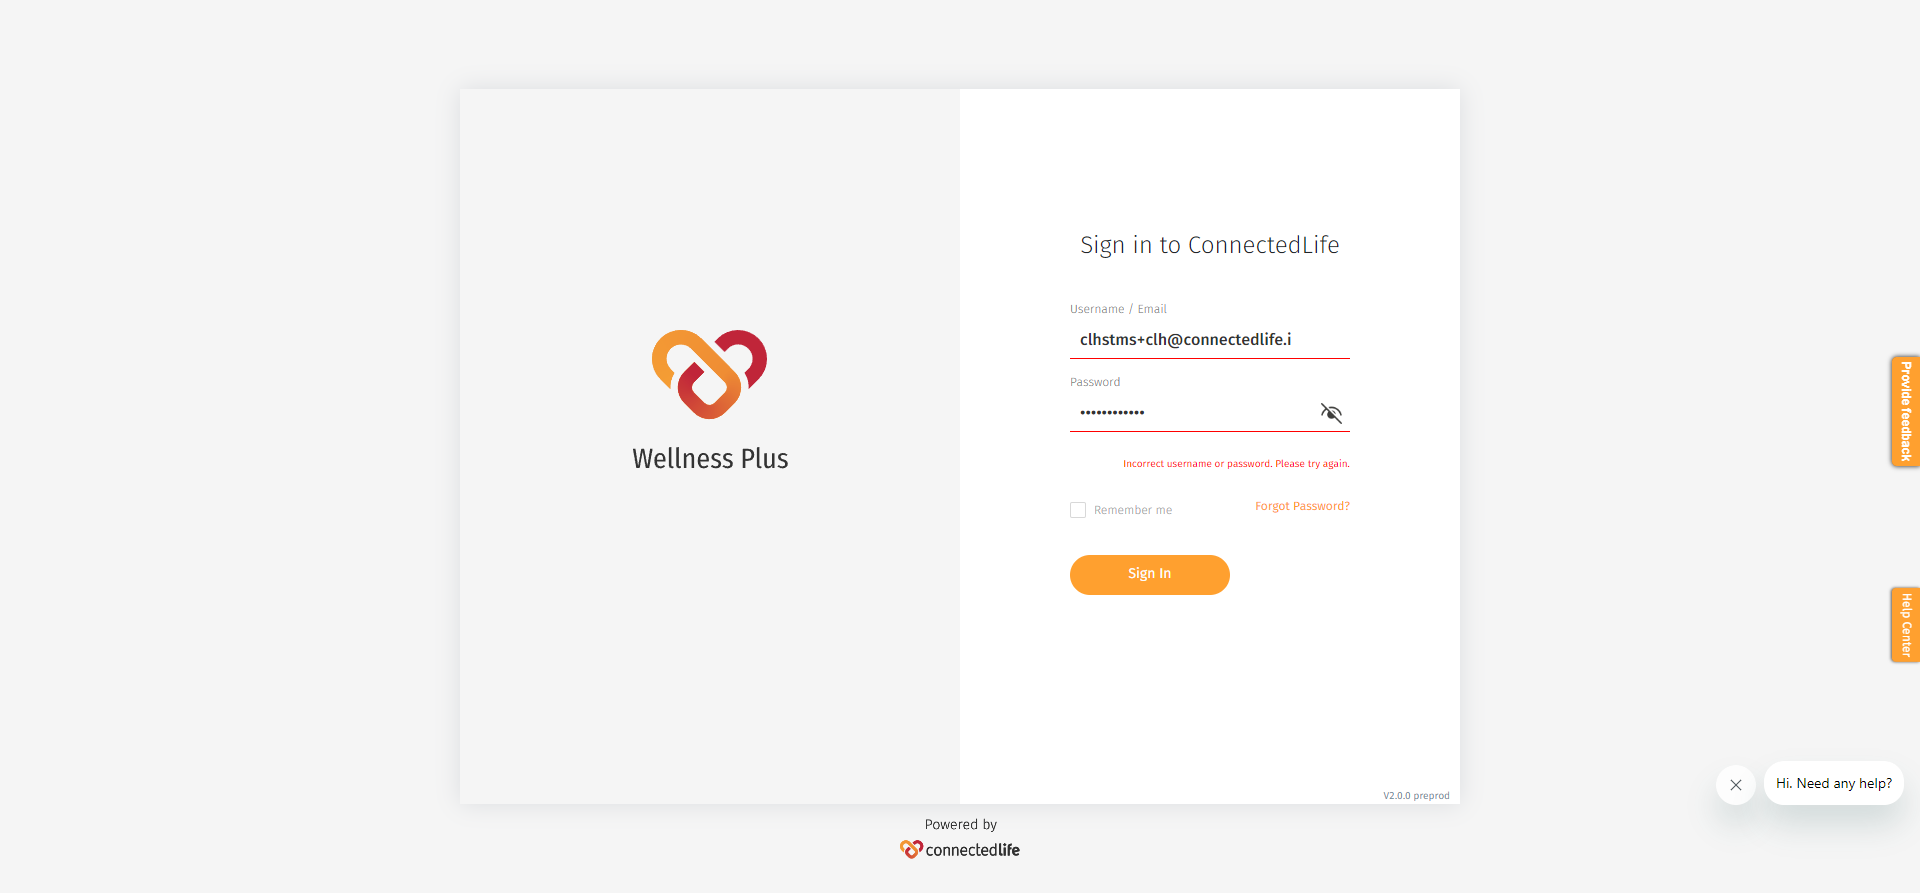 Wellness Plus
Sign in to ConnectedLife
Username / Email
clhstms+clh@connectedlife.i
Password
••••••••••••
Incorrect username or password. Please try again.
Remember me
Forgot Password?
Sign In
V2.0.0 preprod
Powered by
connectedlife
Provide feedback
Help Center
Hi. Need any help?